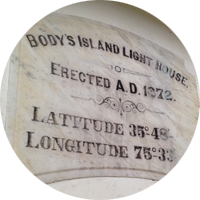 BODY'S ISLAND LIGHT HOUSE,
ERECTED A.D. 1872.
LATITUDE 35°48'
LONGITUDE 75°33'